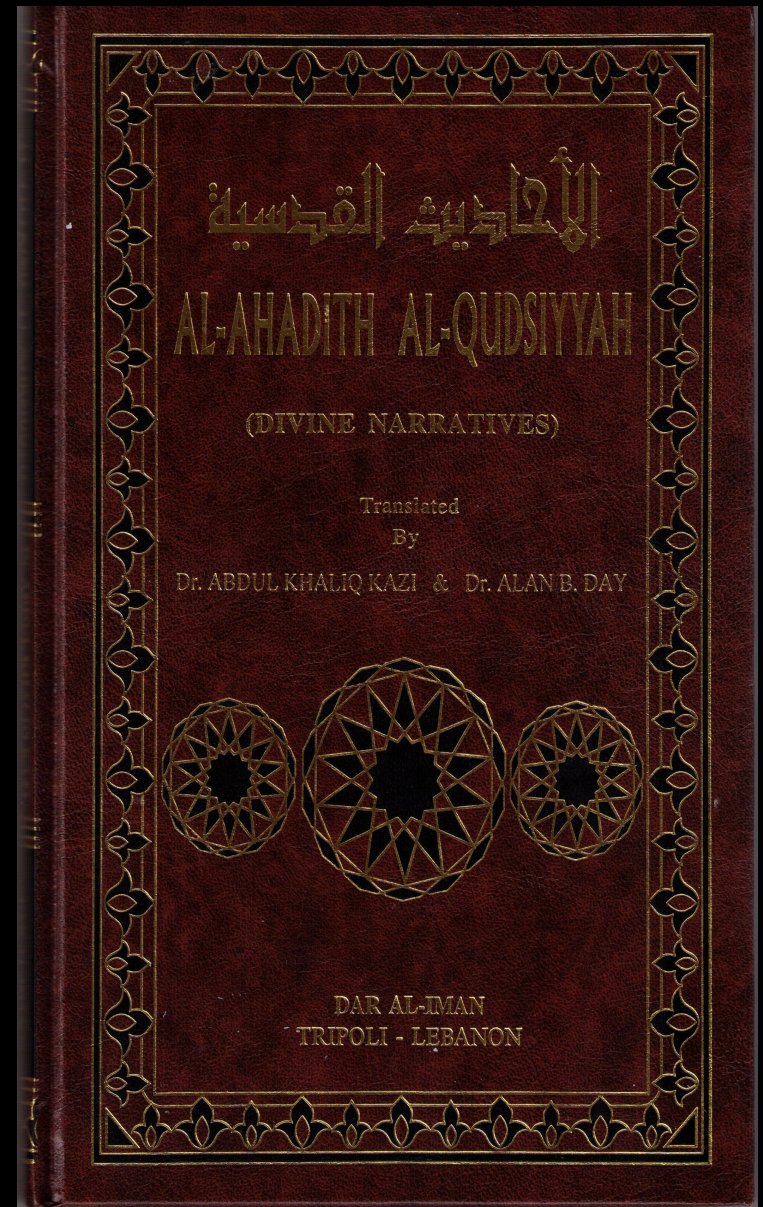 الأحاديث القدسية
AL-AHADITH AL-QUDSIYYAH
(DIVINE NARRATIVES)
Translated
By
Dr. ABDUL KHALIQ KAZI & Dr. ALAN B. DAY
DAR AL-IMAN
TRIPOLI - LEBANON